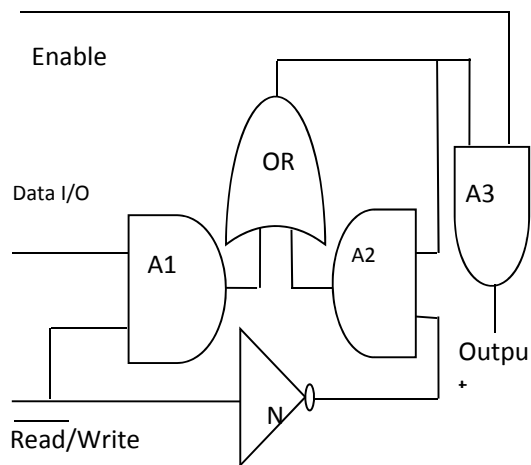 Enable
OR
Data I/O
A3
A1
A2
Outpu
N
Read/Write